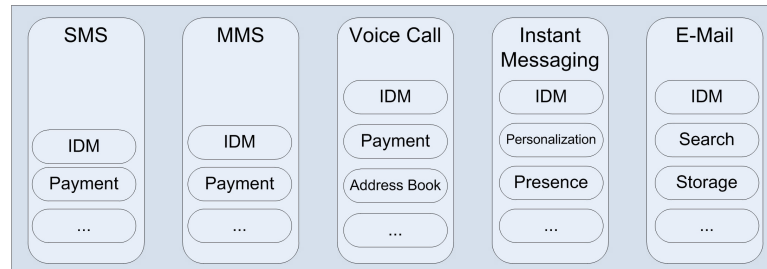 SMS
IDM
Payment
...
MMS
IDM
Payment
...
Voice Call
IDM
Payment
Address Book
...
Instant
Messaging
IDM
Personalization
Presence
...
E-Mail
IDM
Search
Storage
...